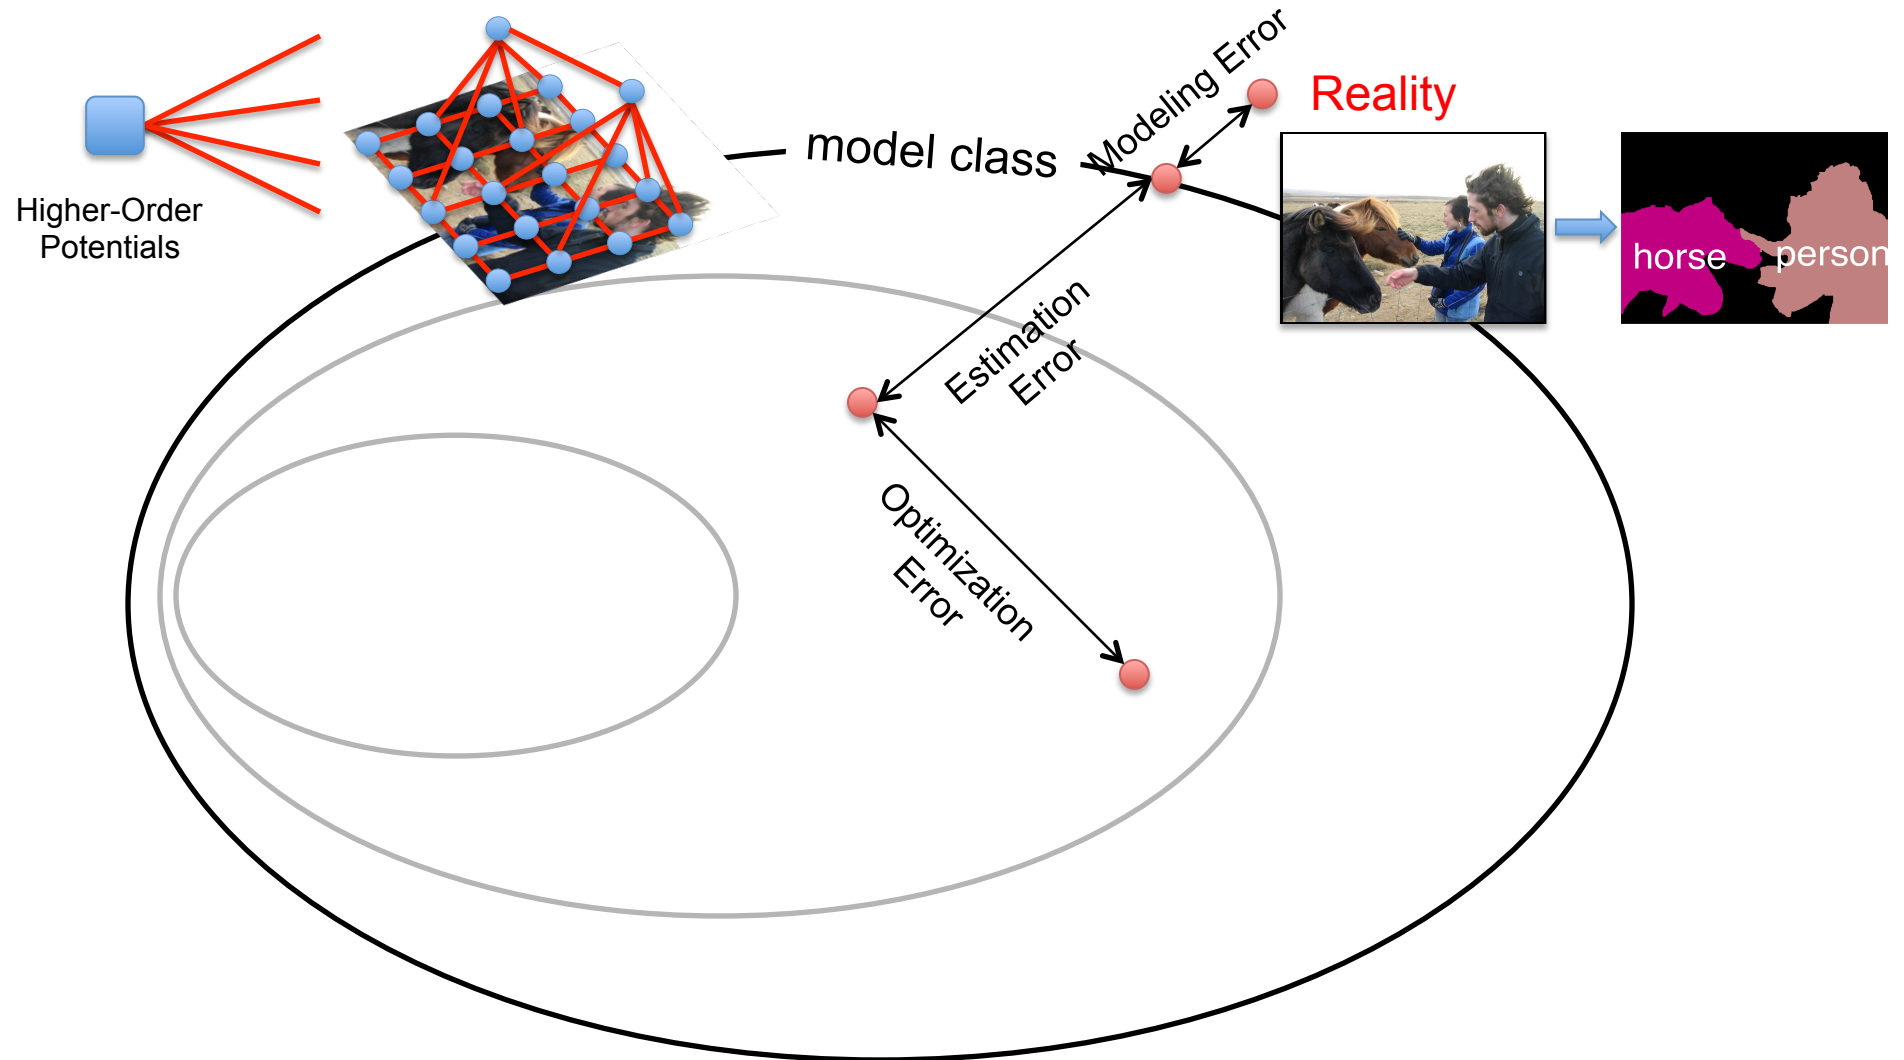 Higher-Order
Potentials
model class
Modeling Error
Reality
horse
person
Estimation
Error
Optimization
Error